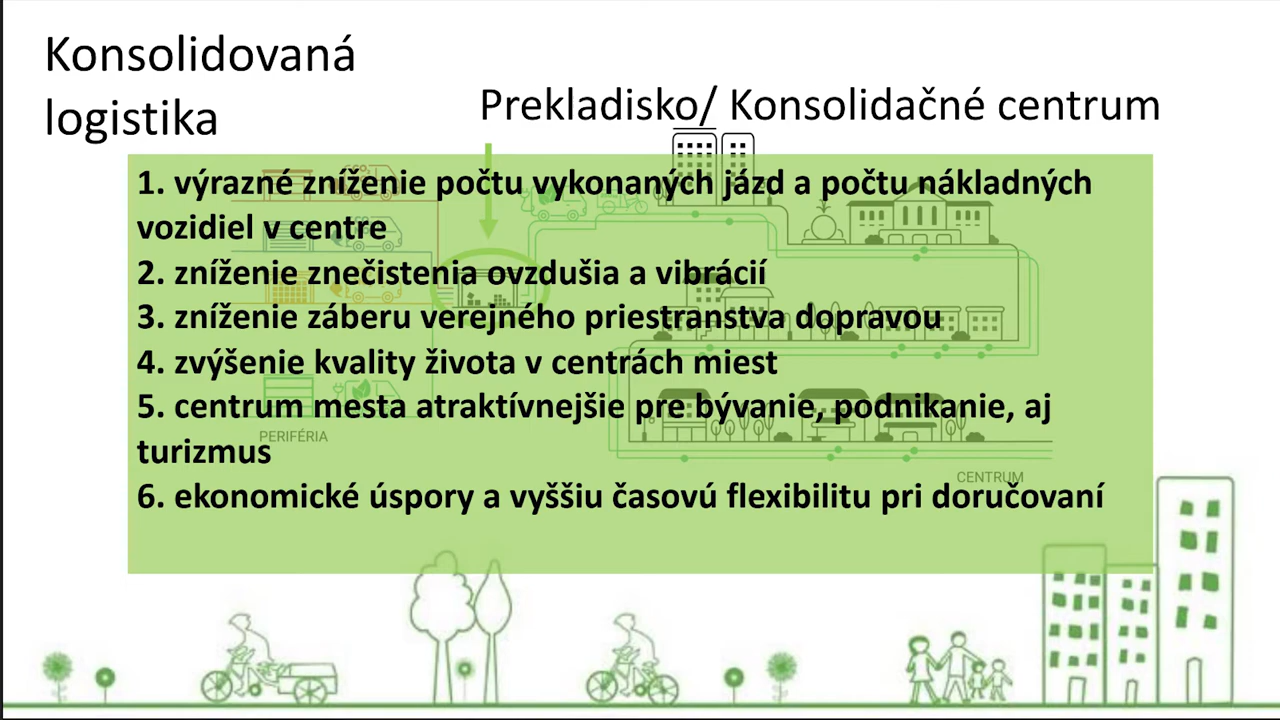 Konsolidovaná
logistika
Prekladisko/ Konsolidačné centrum
1. výrazné zníženie počtu vykonaných jázd a počtu nákladných
vozidiel v centre
2. zníženie znečistenia ovzdušia a vibrácií
3. zníženie záberu verejného priestranstva dopravou
4. zvýšenie kvality života v centrách miest
5. centrum mesta atraktívnejšie pre bývanie, podnikanie, aj
turizmus
6. ekonomické úspory a vyššiu časovú flexibilitu pri doručovaní
PERIFÉRIA
CENTRUM